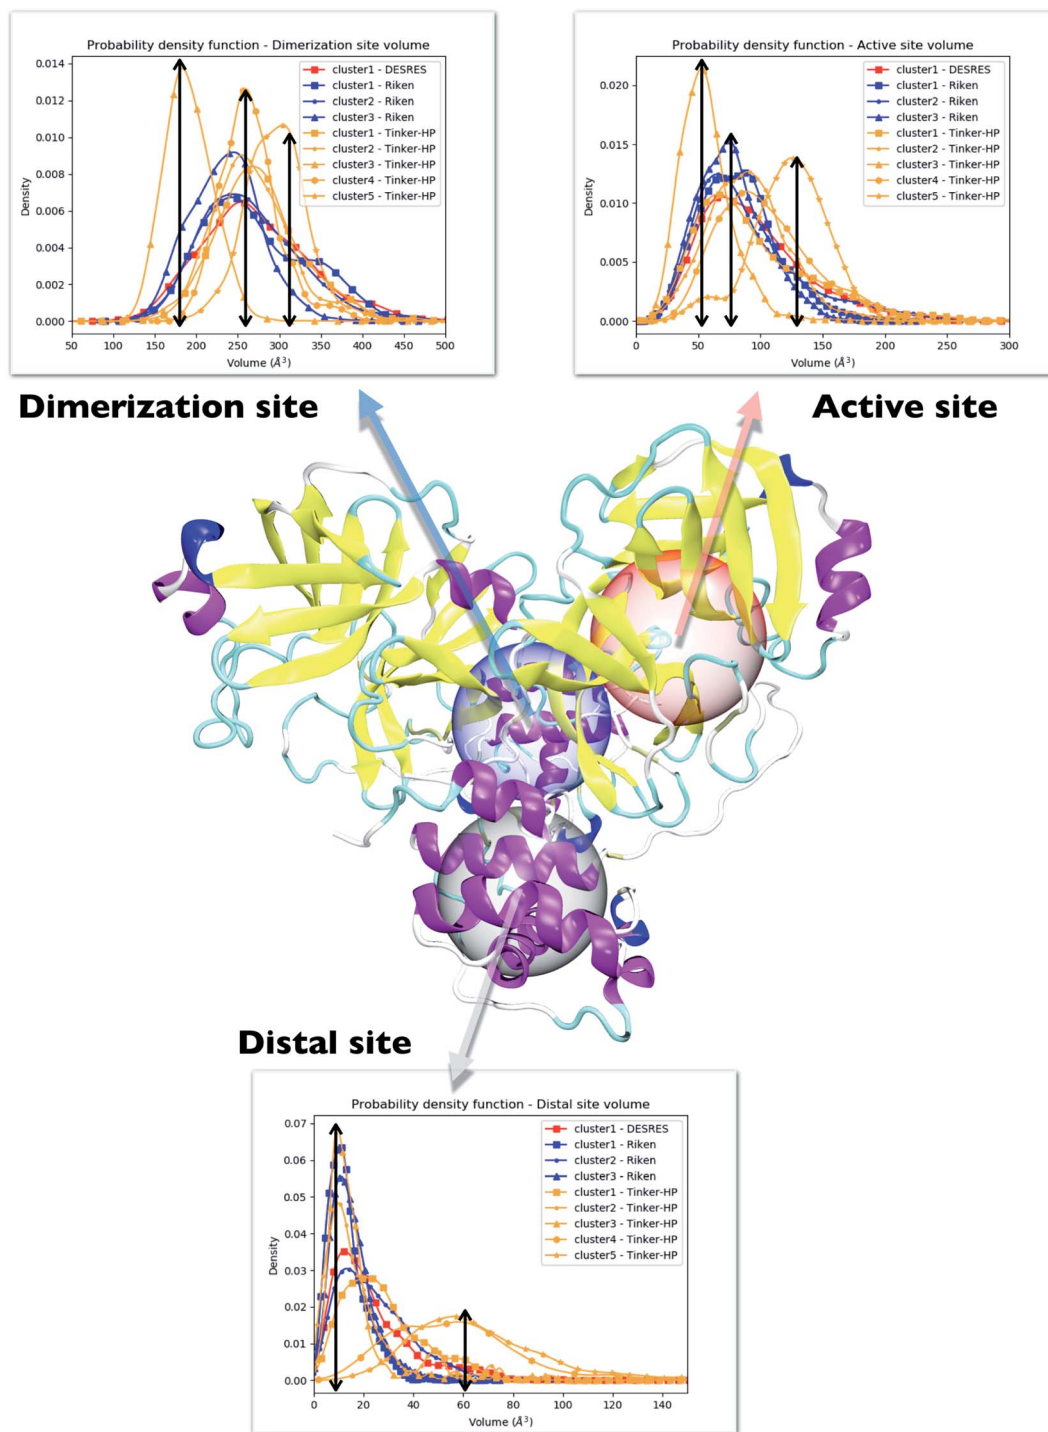 Probability density function - Dimerization site volume
0.014
0.012
0.010
0.008
0.006
0.004
0.002
0.000
Density
cluster1 - DESRES
cluster1 - Riken
cluster2 - Riken
cluster3 - Riken
cluster1 - Tinker-HP
cluster2 - Tinker-HP
cluster3 - Tinker-HP
cluster4 - Tinker-HP
cluster5 - Tinker-HP
50 100 150 200 250 300 350 400 450 500
Volume (Å³)
Probability density function - Active site volume
0.020
0.015
0.010
0.005
0.000
Density
cluster1 - DESRES
cluster1 - Riken
cluster2 - Riken
cluster3 - Riken
cluster1 - Tinker-HP
cluster2 - Tinker-HP
cluster3 - Tinker-HP
cluster4 - Tinker-HP
cluster5 - Tinker-HP
0 50 100 150 200 250 300
Volume (Å³)
Dimerization site
Active site
Distal site
Probability density function - Distal site volume
0.07
0.06
0.05
0.04
0.03
0.02
0.01
0.00
Density
cluster1 - DESRES
cluster1 - Riken
cluster2 - Riken
cluster3 - Riken
cluster1 - Tinker-HP
cluster2 - Tinker-HP
cluster3 - Tinker-HP
cluster4 - Tinker-HP
cluster5 - Tinker-HP
0 20 40 60 80 100 120 140
Volume (Å³)